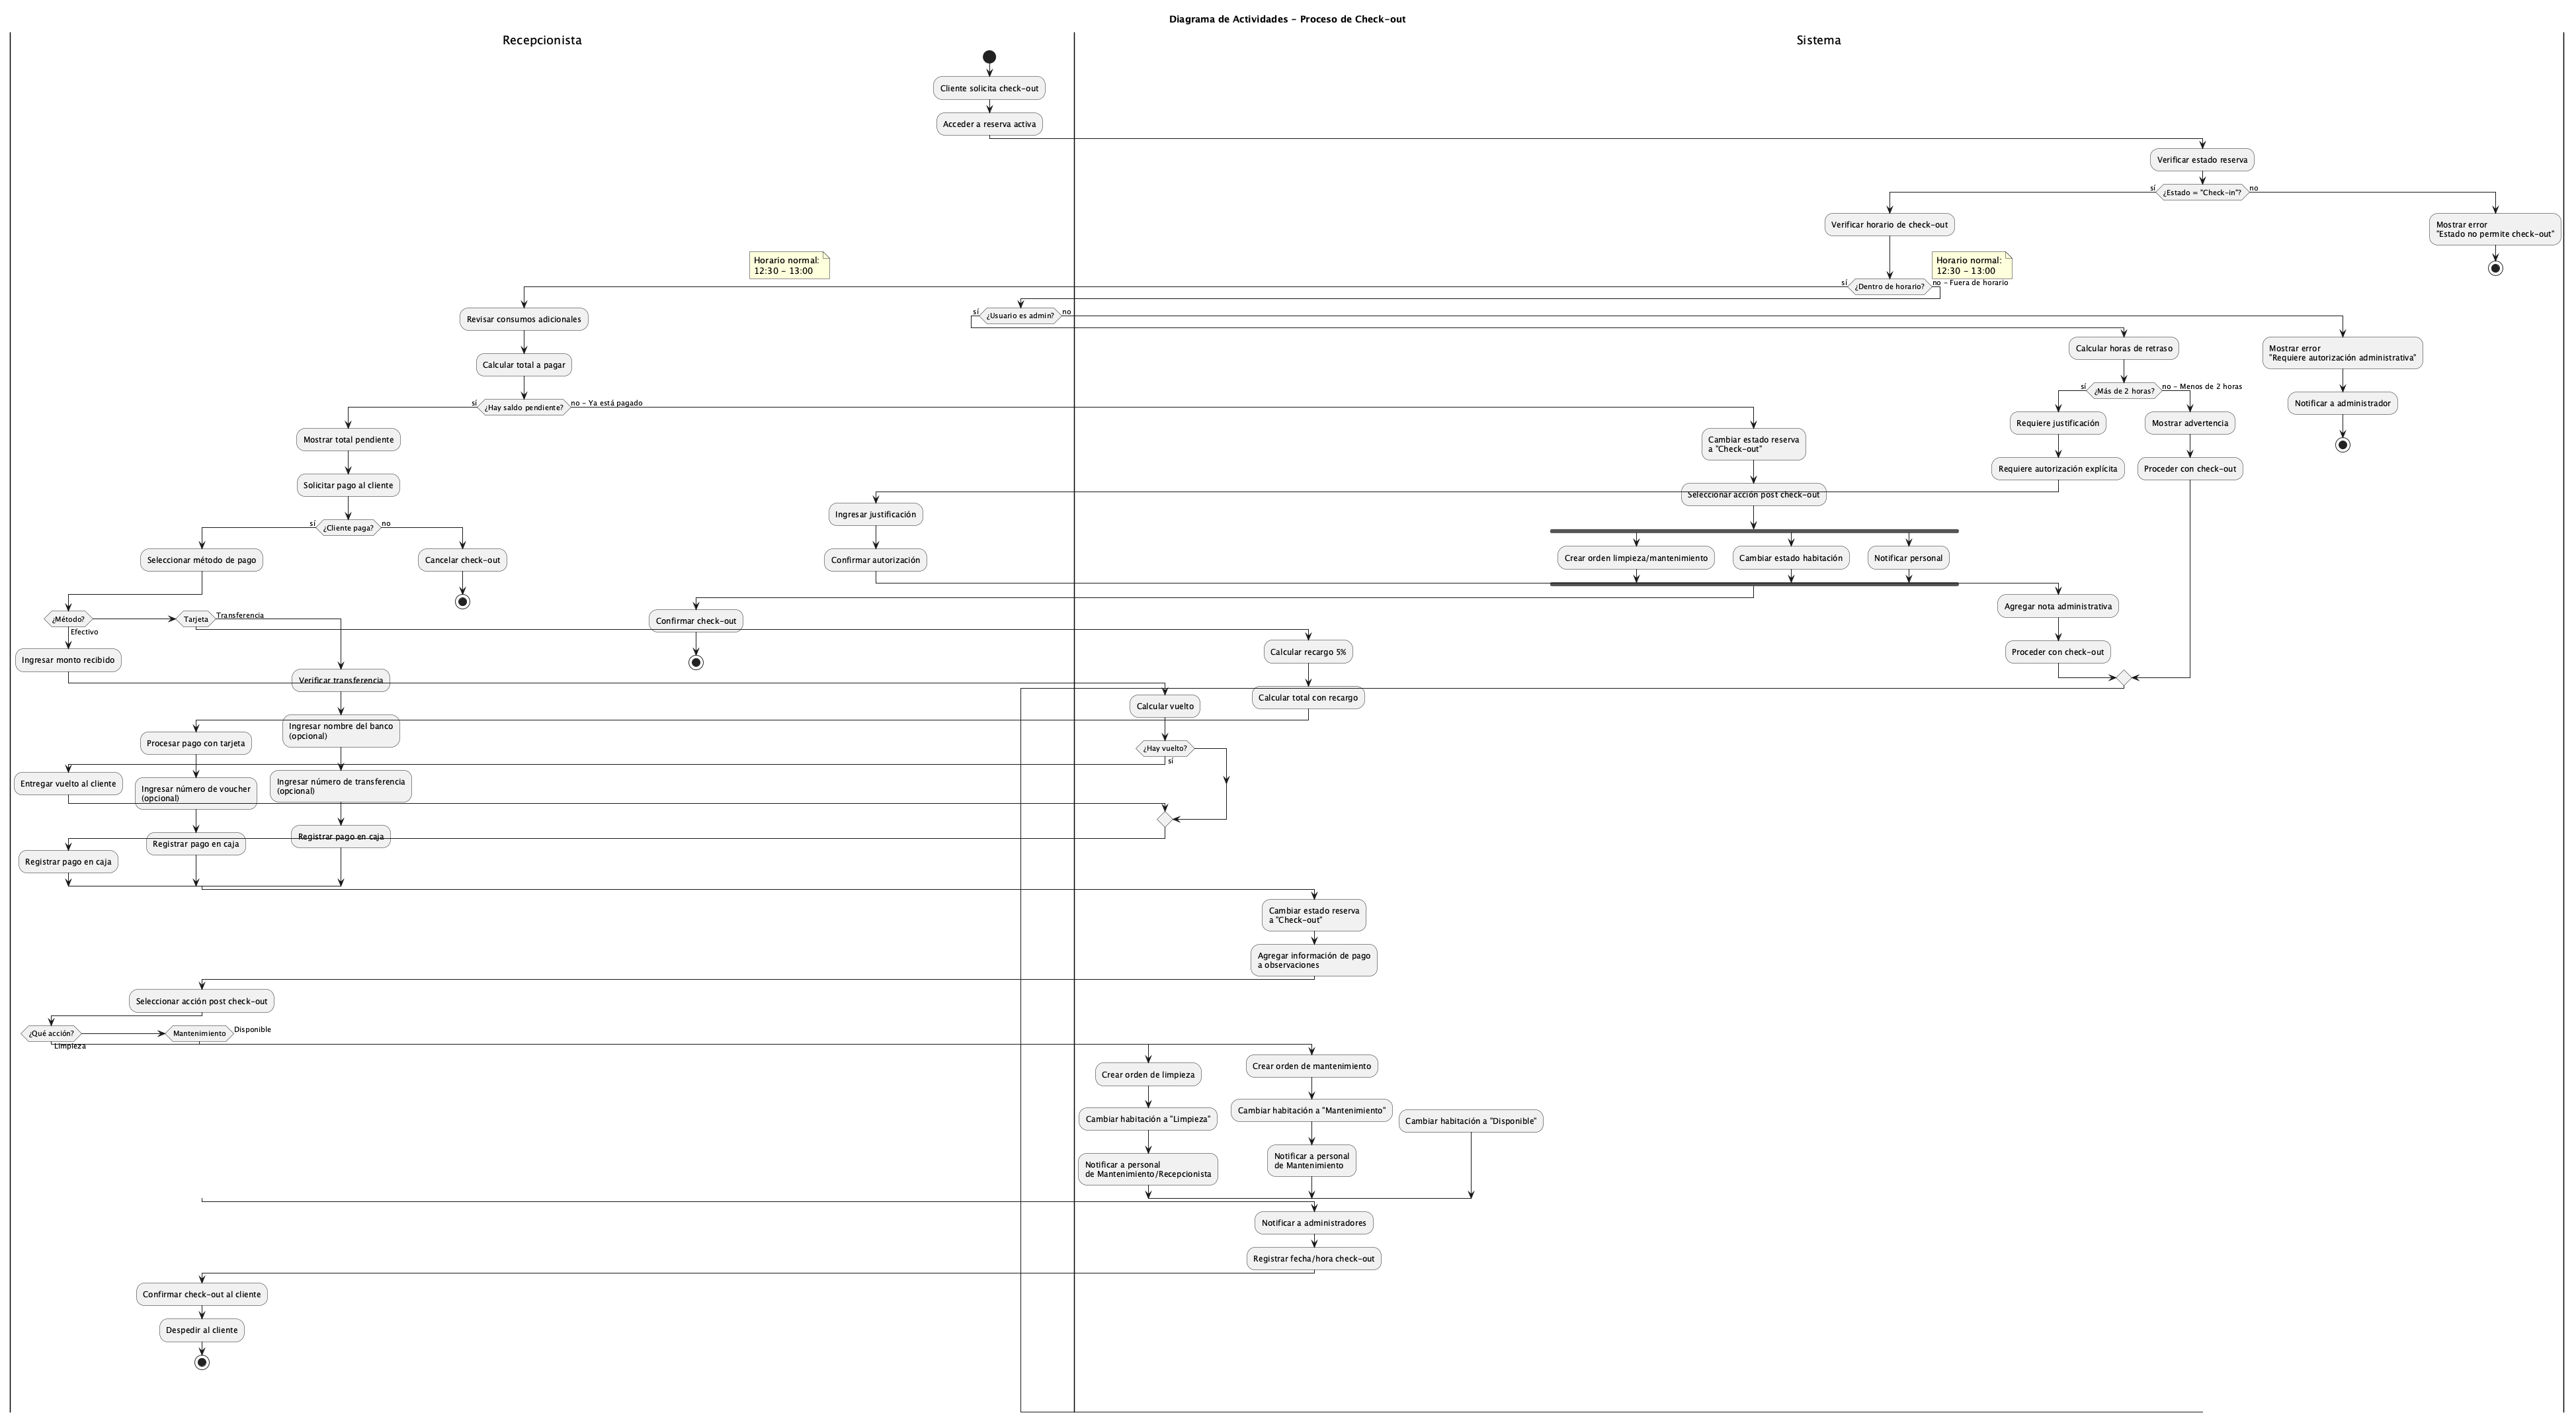 Diagrama de Actividades - Proceso de Check-out
Recepcionista
Sistema
Cliente solicita check-out
Acceder a reserva activa
Verificar estado reserva
sí
¿Estado = "Check-in"?
no
Verificar horario de check-out
Mostrar error
"Estado no permite check-out"
Horario normal:
12:30 - 13:00
Horario normal:
12:30 - 13:00
sí
¿Dentro de horario?
no - Fuera de horario
Revisar consumos adicionales
sí
¿Usuario es admin?
no
Calcular horas de retraso
Mostrar error
"Requiere autorización administrativa"
Calcular total a pagar
sí
¿Más de 2 horas?
no - Menos de 2 horas
Notificar a administrador
sí
¿Hay saldo pendiente?
no - Ya está pagado
Requiere justificación
Mostrar advertencia
Mostrar total pendiente
Cambiar estado reserva
a "Check-out"
Requiere autorización explícita
Proceder con check-out
Solicitar pago al cliente
Seleccionar acción post check-out
Ingresar justificación
sí
¿Cliente paga?
no
Seleccionar método de pago
Cancelar check-out
Confirmar autorización
Crear orden limpieza/mantenimiento
Cambiar estado habitación
Notificar personal
Agregar nota administrativa
¿Método?
Efectivo
Tarjeta
Transferencia
Confirmar check-out
Calcular recargo 5%
Proceder con check-out
Ingresar monto recibido
Verificar transferencia
Calcular total con recargo
Calcular vuelto
Ingresar nombre del banco
(opcional)
Procesar pago con tarjeta
¿Hay vuelto?
sí
Entregar vuelto al cliente
Ingresar número de voucher
(opcional)
Ingresar número de transferencia
(opcional)
Registrar pago en caja
Registrar pago en caja
Registrar pago en caja
Cambiar estado reserva
a "Check-out"
Agregar información de pago
a observaciones
Seleccionar acción post check-out
¿Qué acción?
Limpieza
Mantenimiento
Disponible
Crear orden de limpieza
Crear orden de mantenimiento
Cambiar habitación a "Limpieza"
Cambiar habitación a "Mantenimiento"
Cambiar habitación a "Disponible"
Notificar a personal
de Mantenimiento/Recepcionista
Notificar a personal
de Mantenimiento
Notificar a administradores
Registrar fecha/hora check-out
Confirmar check-out al cliente
Despedir al cliente